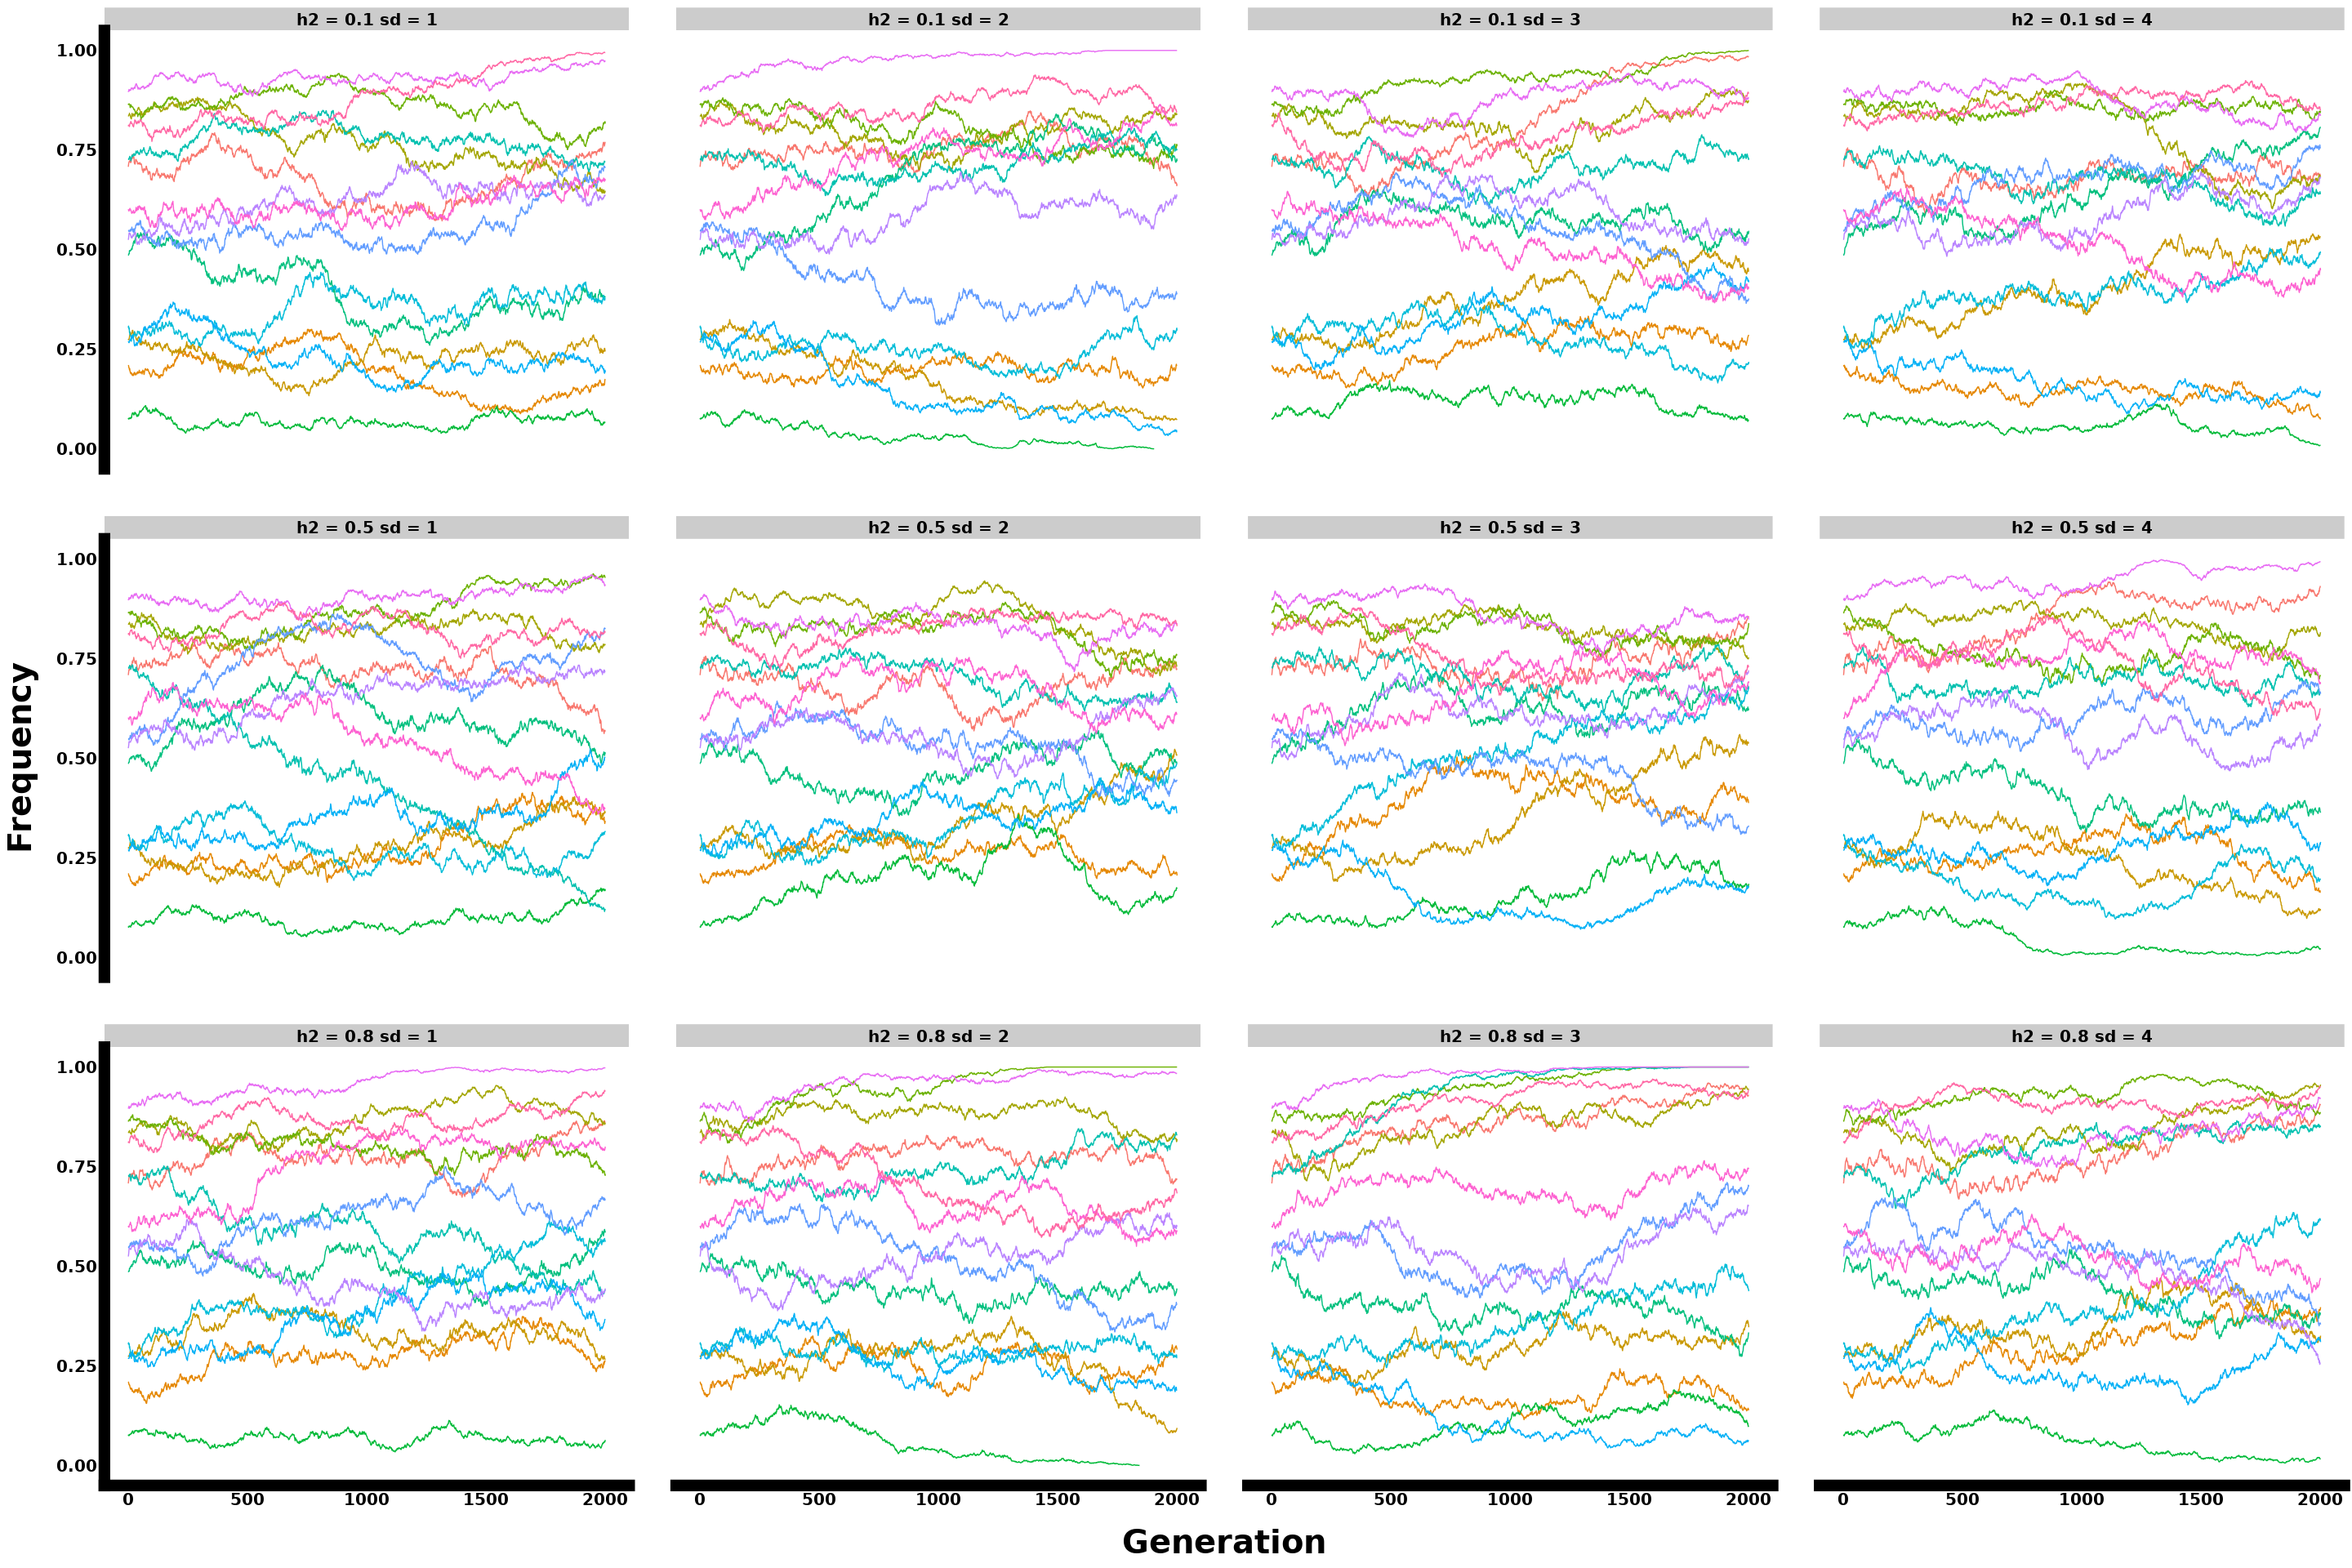 h2 = 0.1 sd = 1
h2 = 0.1 sd = 2
h2 = 0.1 sd = 3
h2 = 0.1 sd = 4
1.00
0.75
0.50
0.25
0.00
h2 = 0.5 sd = 1
h2 = 0.5 sd = 2
h2 = 0.5 sd = 3
h2 = 0.5 sd = 4
1.00
0.75
0.50
0.25
0.00
Frequency
h2 = 0.8 sd = 1
h2 = 0.8 sd = 2
h2 = 0.8 sd = 3
h2 = 0.8 sd = 4
1.00
0.75
0.50
0.25
0.00
0 500 1000 1500 2000
0 500 1000 1500 2000
0 500 1000 1500 2000
0 500 1000 1500 2000
Generation